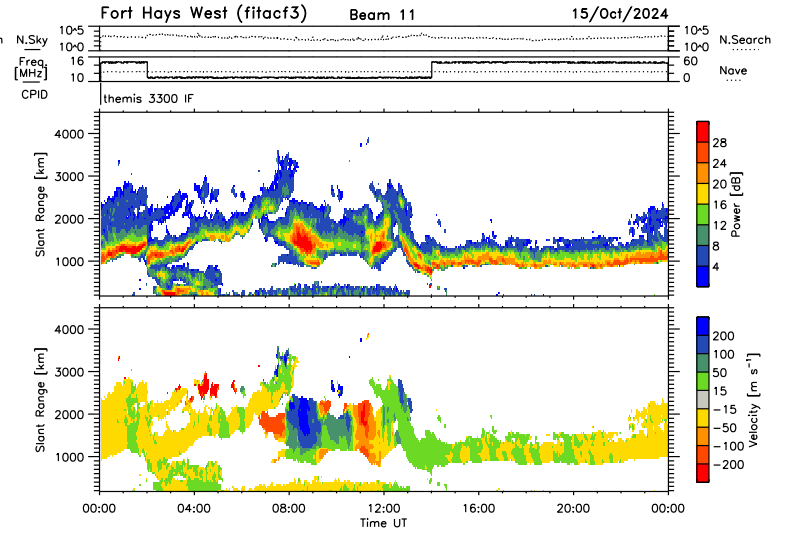 Fort Hays West (fitacf3) Beam 11 15/Oct/2024
N.Sky 10^5 10^0 10^5 10^0 N.Search
Freq. [MHz] 16 10 60 0 Nave
CPID themis 3300 IF
Slant Range [km] 4000 3000 2000 1000
28 24 20 16 12 8 4 Power [dB]
Slant Range [km] 4000 3000 2000 1000
200 100 50 15 −15 −50 −100 −200 Velocity [m s⁻¹]
00:00 04:00 08:00 12:00 16:00 20:00 00:00
Time UT